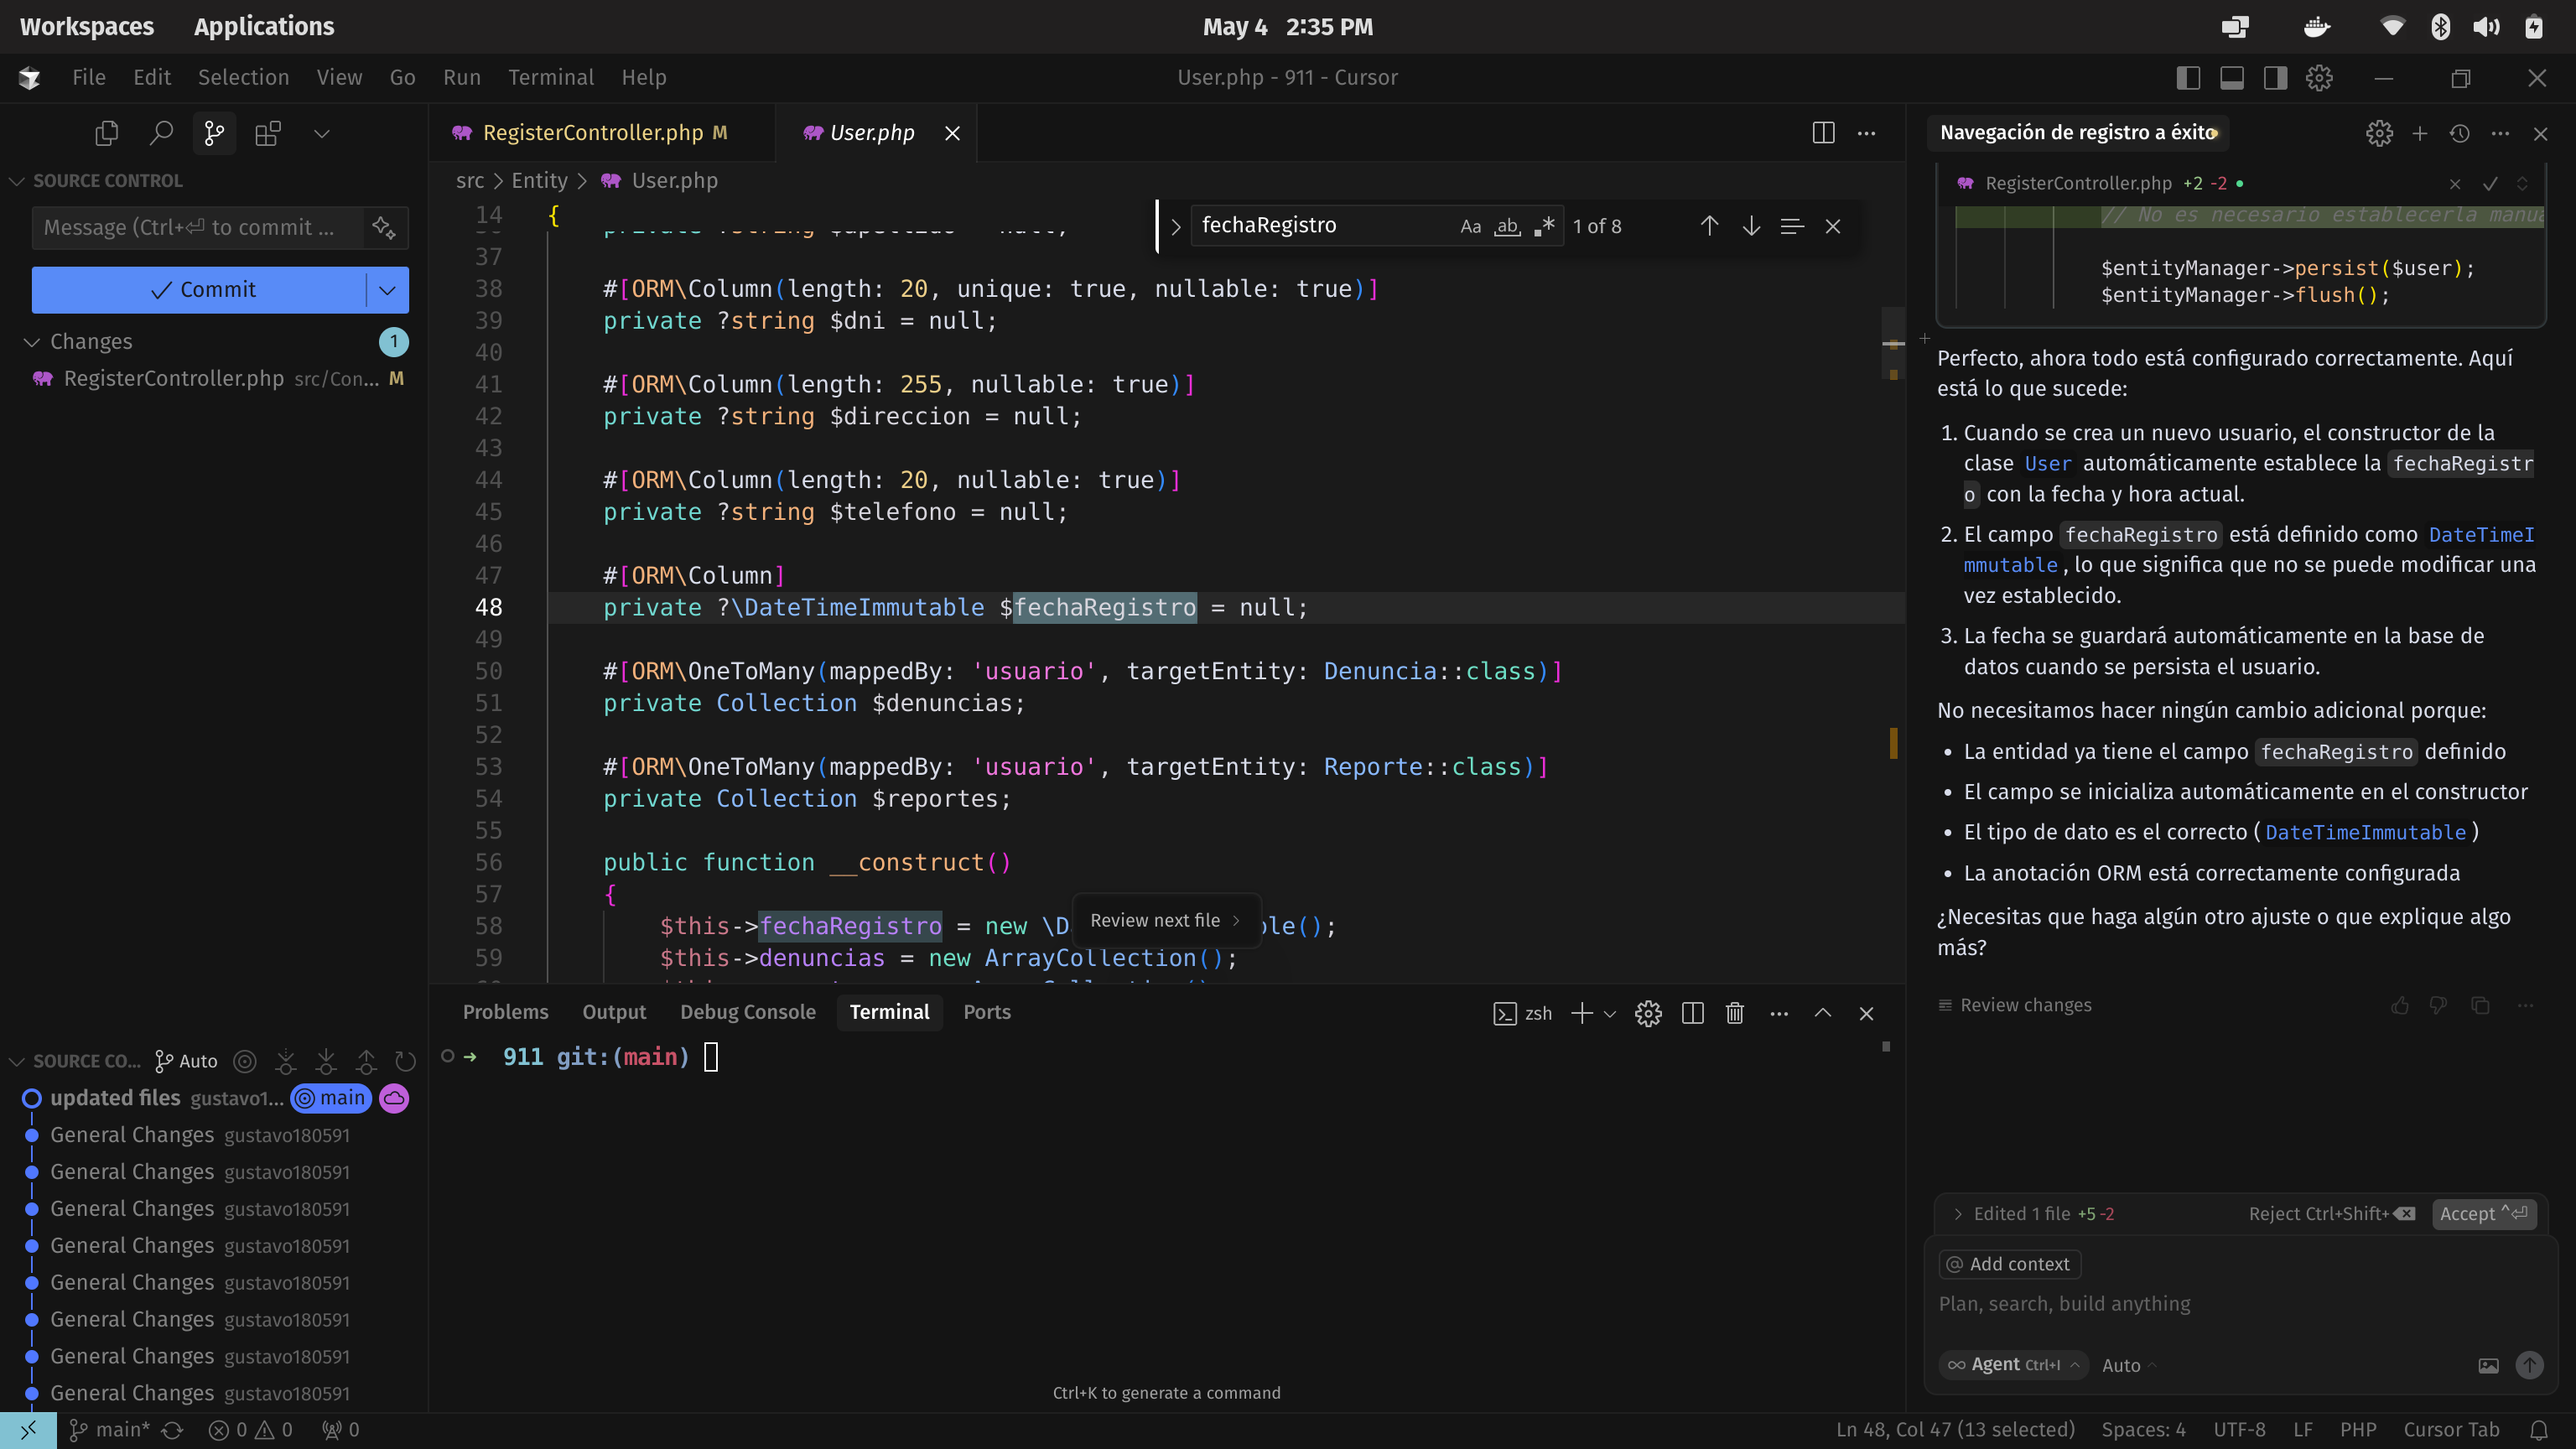 Workspaces Applications May 4 2:35 PM
File Edit Selection View Go Run Terminal Help User.php - 911 - Cursor
SOURCE CONTROL
Message (Ctrl+⏎ to commit ...
Commit
Changes 1
RegisterController.php src/Con... M
SOURCE CO... Auto
updated files gustavo1... main
General Changes gustavo180591
General Changes gustavo180591
General Changes gustavo180591
General Changes gustavo180591
General Changes gustavo180591
General Changes gustavo180591
General Changes gustavo180591
General Changes gustavo180591
RegisterController.php M User.php
src > Entity > User.php
fechaRegistro Aa ab 1 of 8
14 {
37
38 #[ORM\Column(length: 20, unique: true, nullable: true)]
39 private ?string $dni = null;
40
41 #[ORM\Column(length: 255, nullable: true)]
42 private ?string $direccion = null;
43
44 #[ORM\Column(length: 20, nullable: true)]
45 private ?string $telefono = null;
46
47 #[ORM\Column]
48 private ?\DateTimeImmutable $fechaRegistro = null;
49
50 #[ORM\OneToMany(mappedBy: 'usuario', targetEntity: Denuncia::class)]
51 private Collection $denuncias;
52
53 #[ORM\OneToMany(mappedBy: 'usuario', targetEntity: Reporte::class)]
54 private Collection $reportes;
55
56 public function __construct()
57 {
58 $this->fechaRegistro = new \D ble();
Review next file
59 $this->denuncias = new ArrayCollection();
Problems Output Debug Console Terminal Ports zsh
→ 911 git:(main)
Ctrl+K to generate a command
Navegación de registro a éxito
RegisterController.php +2 -2
// No es necesario establecerla manua
$entityManager->persist($user);
$entityManager->flush();
Perfecto, ahora todo está configurado correctamente. Aquí
está lo que sucede:
1. Cuando se crea un nuevo usuario, el constructor de la
clase User automáticamente establece la fechaRegistr
o con la fecha y hora actual.
2. El campo fechaRegistro está definido como DateTimeI
mmutable, lo que significa que no se puede modificar una
vez establecido.
3. La fecha se guardará automáticamente en la base de
datos cuando se persista el usuario.
No necesitamos hacer ningún cambio adicional porque:
• La entidad ya tiene el campo fechaRegistro definido
• El campo se inicializa automáticamente en el constructor
• El tipo de dato es el correcto (DateTimeImmutable)
• La anotación ORM está correctamente configurada
¿Necesitas que haga algún otro ajuste o que explique algo
más?
Review changes
Edited 1 file +5 -2 Reject Ctrl+Shift+⌫ Accept ^⏎
@ Add context
Plan, search, build anything
∞ Agent Ctrl+I Auto
main* 0 0 0 Ln 48, Col 47 (13 selected) Spaces: 4 UTF-8 LF PHP Cursor Tab